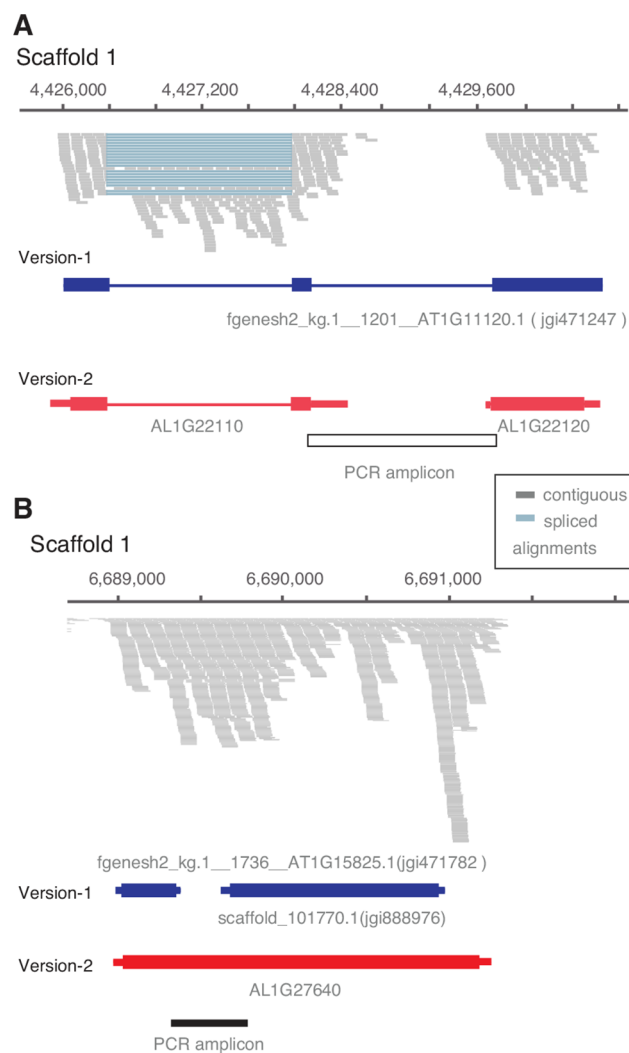 A
Scaffold 1
4,426,000 4,427,200 4,428,400 4,429,600
Version-1
fgenesh2_kg.1__1201__AT1G11120.1 ( jgi471247 )
Version-2
AL1G22110 AL1G22120
PCR amplicon
contiguous
spliced
alignments
B
Scaffold 1
6,689,000 6,690,000 6,691,000
fgenesh2_kg.1__1736__AT1G15825.1(jgi471782 )
Version-1
scaffold_101770.1(jgi888976)
Version-2
AL1G27640
PCR amplicon